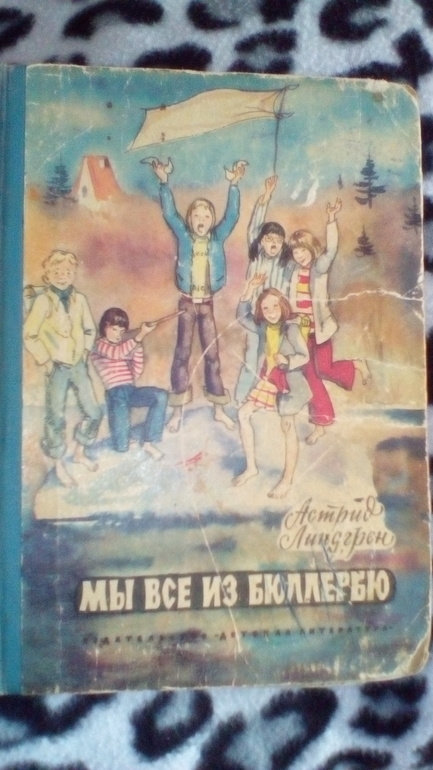 Астрид
Линдгрен
МЫ ВСЕ ИЗ БЮЛЛЕРБЮ
ИЗДАТЕЛЬСТВО «ДЕТСКАЯ ЛИТЕРАТУРА»